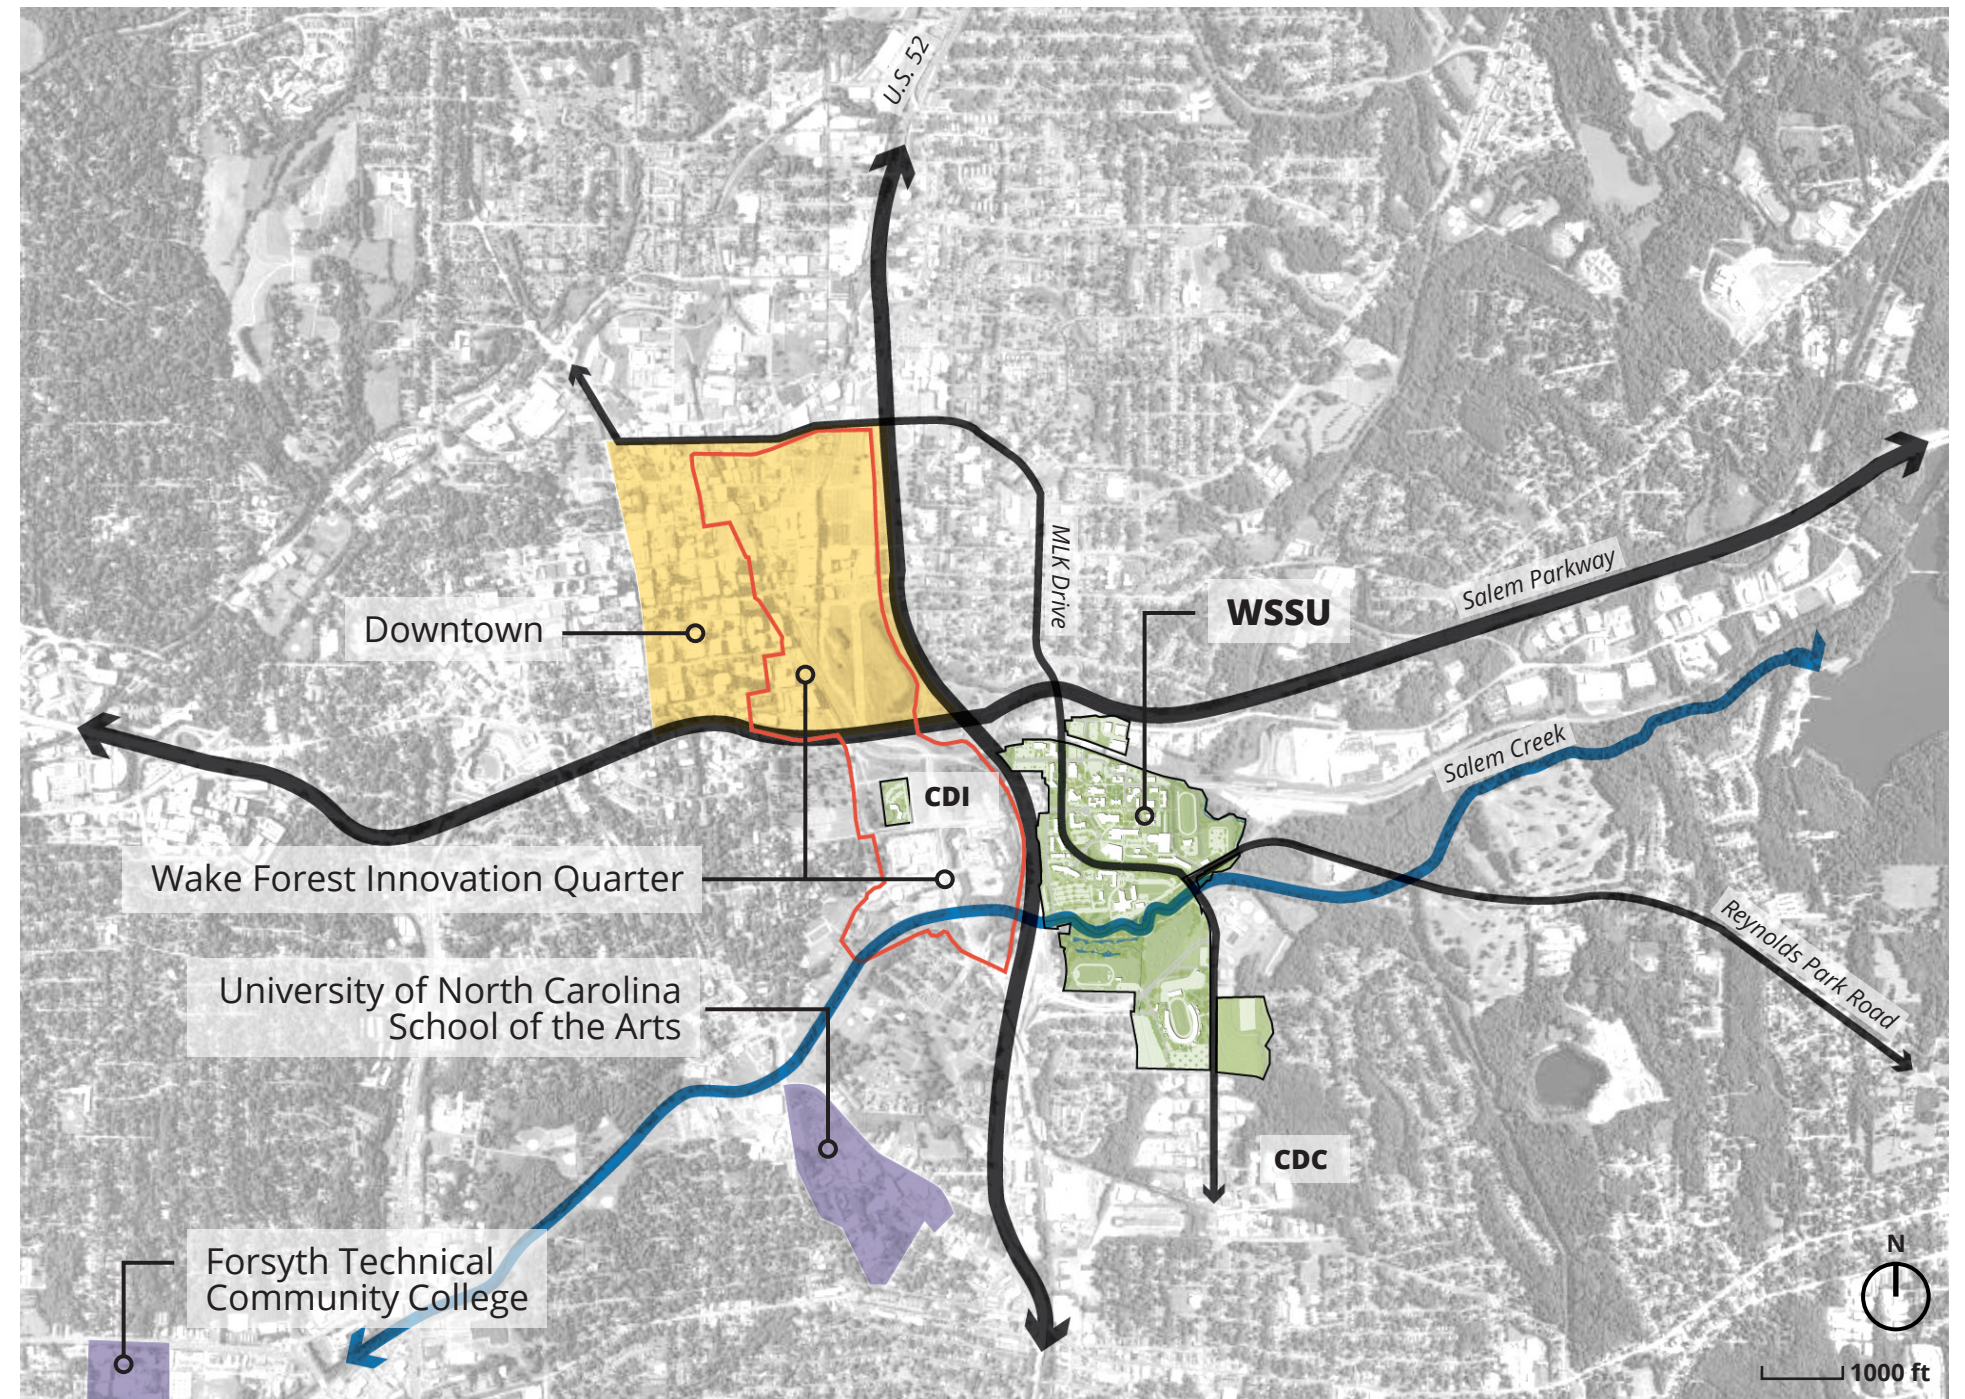 U.S. 52
MLK Drive
Salem Parkway
WSSU
Downtown
Salem Creek
CDI
Wake Forest Innovation Quarter
Reynolds Park Road
University of North Carolina
School of the Arts
CDC
Forsyth Technical
Community College
N
1000 ft